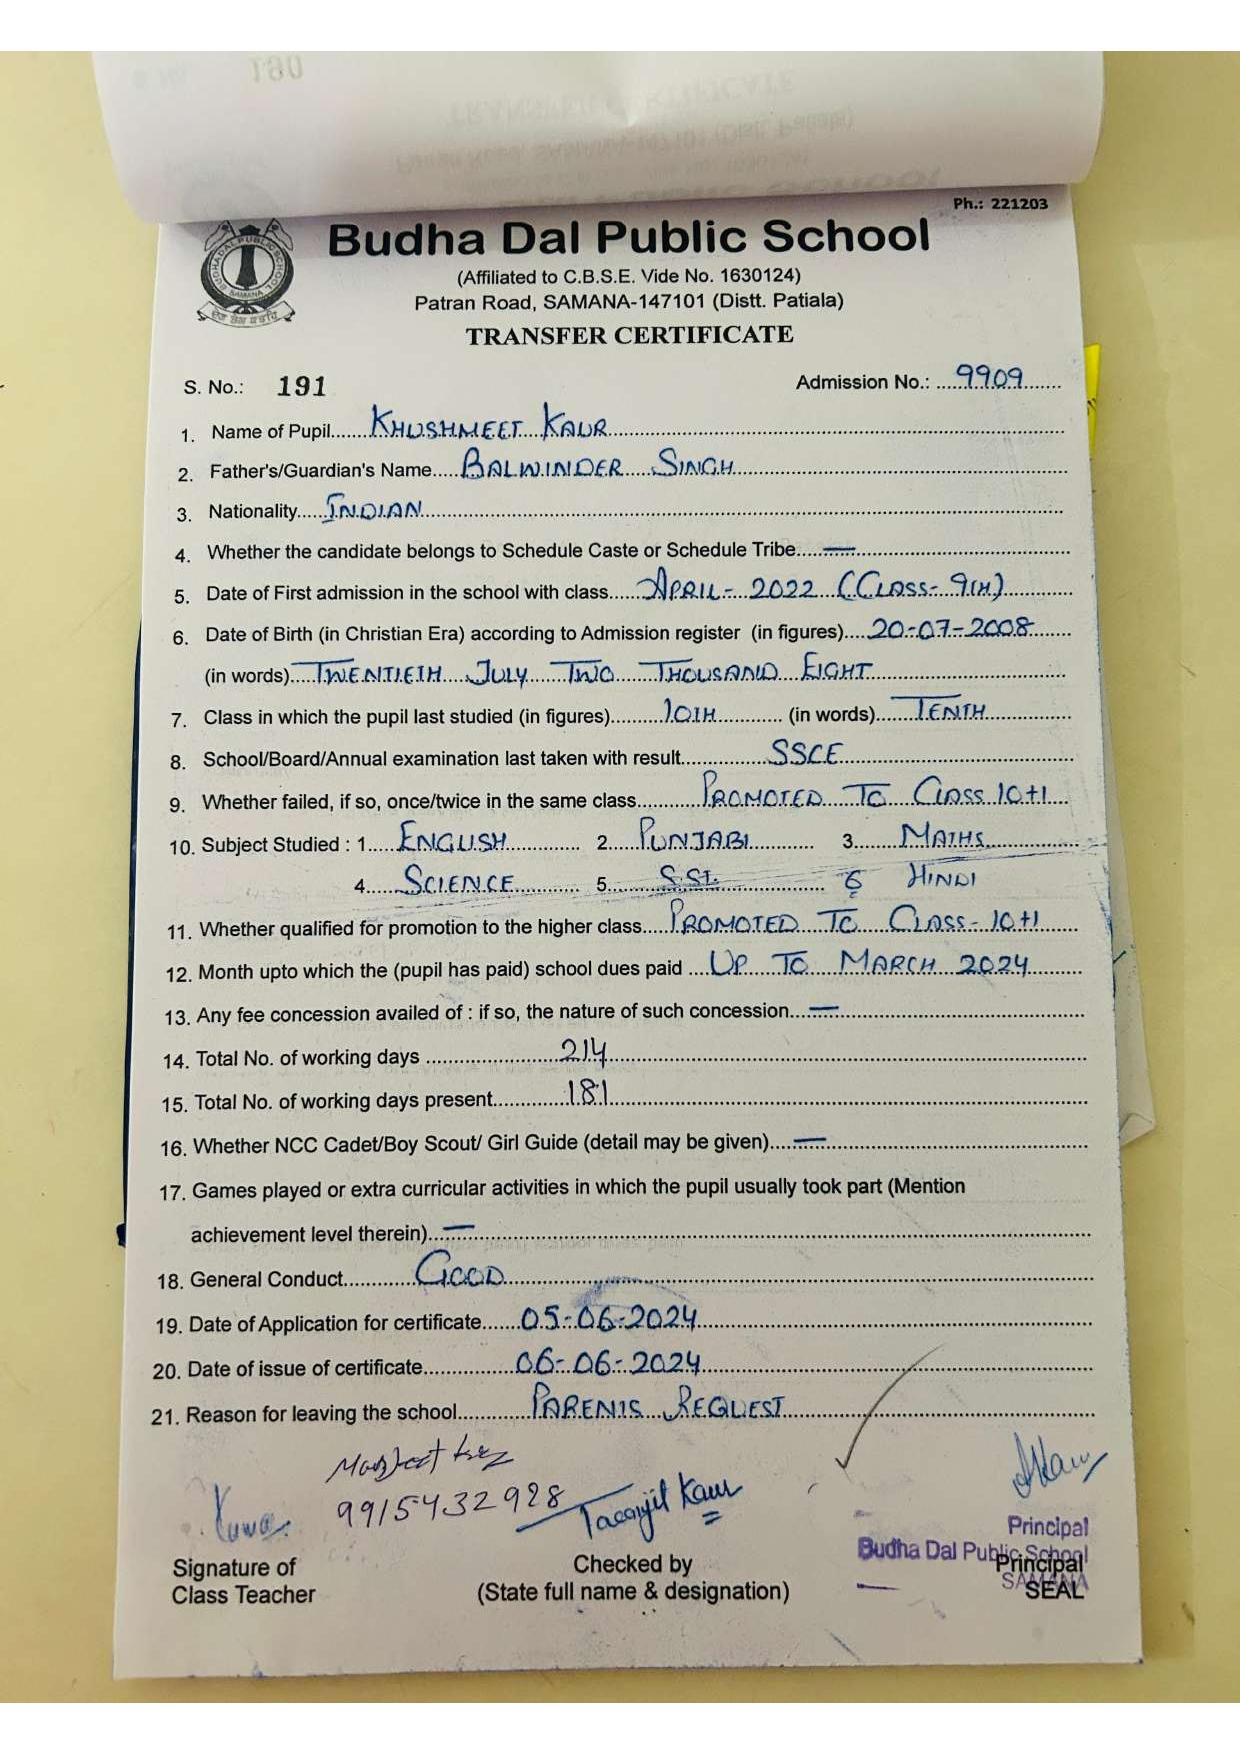 Ph.: 221203
Budha Dal Public School
(Affiliated to C.B.S.E. Vide No. 1630124)
Patran Road, SAMANA-147101 (Distt. Patiala)
TRANSFER CERTIFICATE
S. No.: 191 Admission No.: 9909
1. Name of Pupil KHUSHMEET KAUR
2. Father's/Guardian's Name BALWINDER SINGH
3. Nationality INDIAN
4. Whether the candidate belongs to Schedule Caste or Schedule Tribe —
5. Date of First admission in the school with class APRIL- 2022 (CLASS- 9TH)
6. Date of Birth (in Christian Era) according to Admission register (in figures) 20-07-2008
(in words) TWENTIETH JULY TWO THOUSAND EIGHT
7. Class in which the pupil last studied (in figures) 10TH (in words) TENTH
8. School/Board/Annual examination last taken with result SSCE
9. Whether failed, if so, once/twice in the same class PROMOTED TO CLASS 10+1
10. Subject Studied : 1 ENGLISH 2 PUNJABI 3 MATHS
4 SCIENCE 5 S.ST. 6 HINDI
11. Whether qualified for promotion to the higher class PROMOTED TO CLASS- 10+1
12. Month upto which the (pupil has paid) school dues paid UP TO MARCH 2024
13. Any fee concession availed of : if so, the nature of such concession —
14. Total No. of working days 214
15. Total No. of working days present 181
16. Whether NCC Cadet/Boy Scout/ Girl Guide (detail may be given) —
17. Games played or extra curricular activities in which the pupil usually took part (Mention
achievement level therein) —
18. General Conduct GOOD
19. Date of Application for certificate 05-06-2024
20. Date of issue of certificate 06-06-2024
21. Reason for leaving the school PARENTS REQUEST
9915432928
Kaur
Principal
Budha Dal Public School
SAMANA
Signature of Checked by Principal
Class Teacher (State full name & designation) SEAL